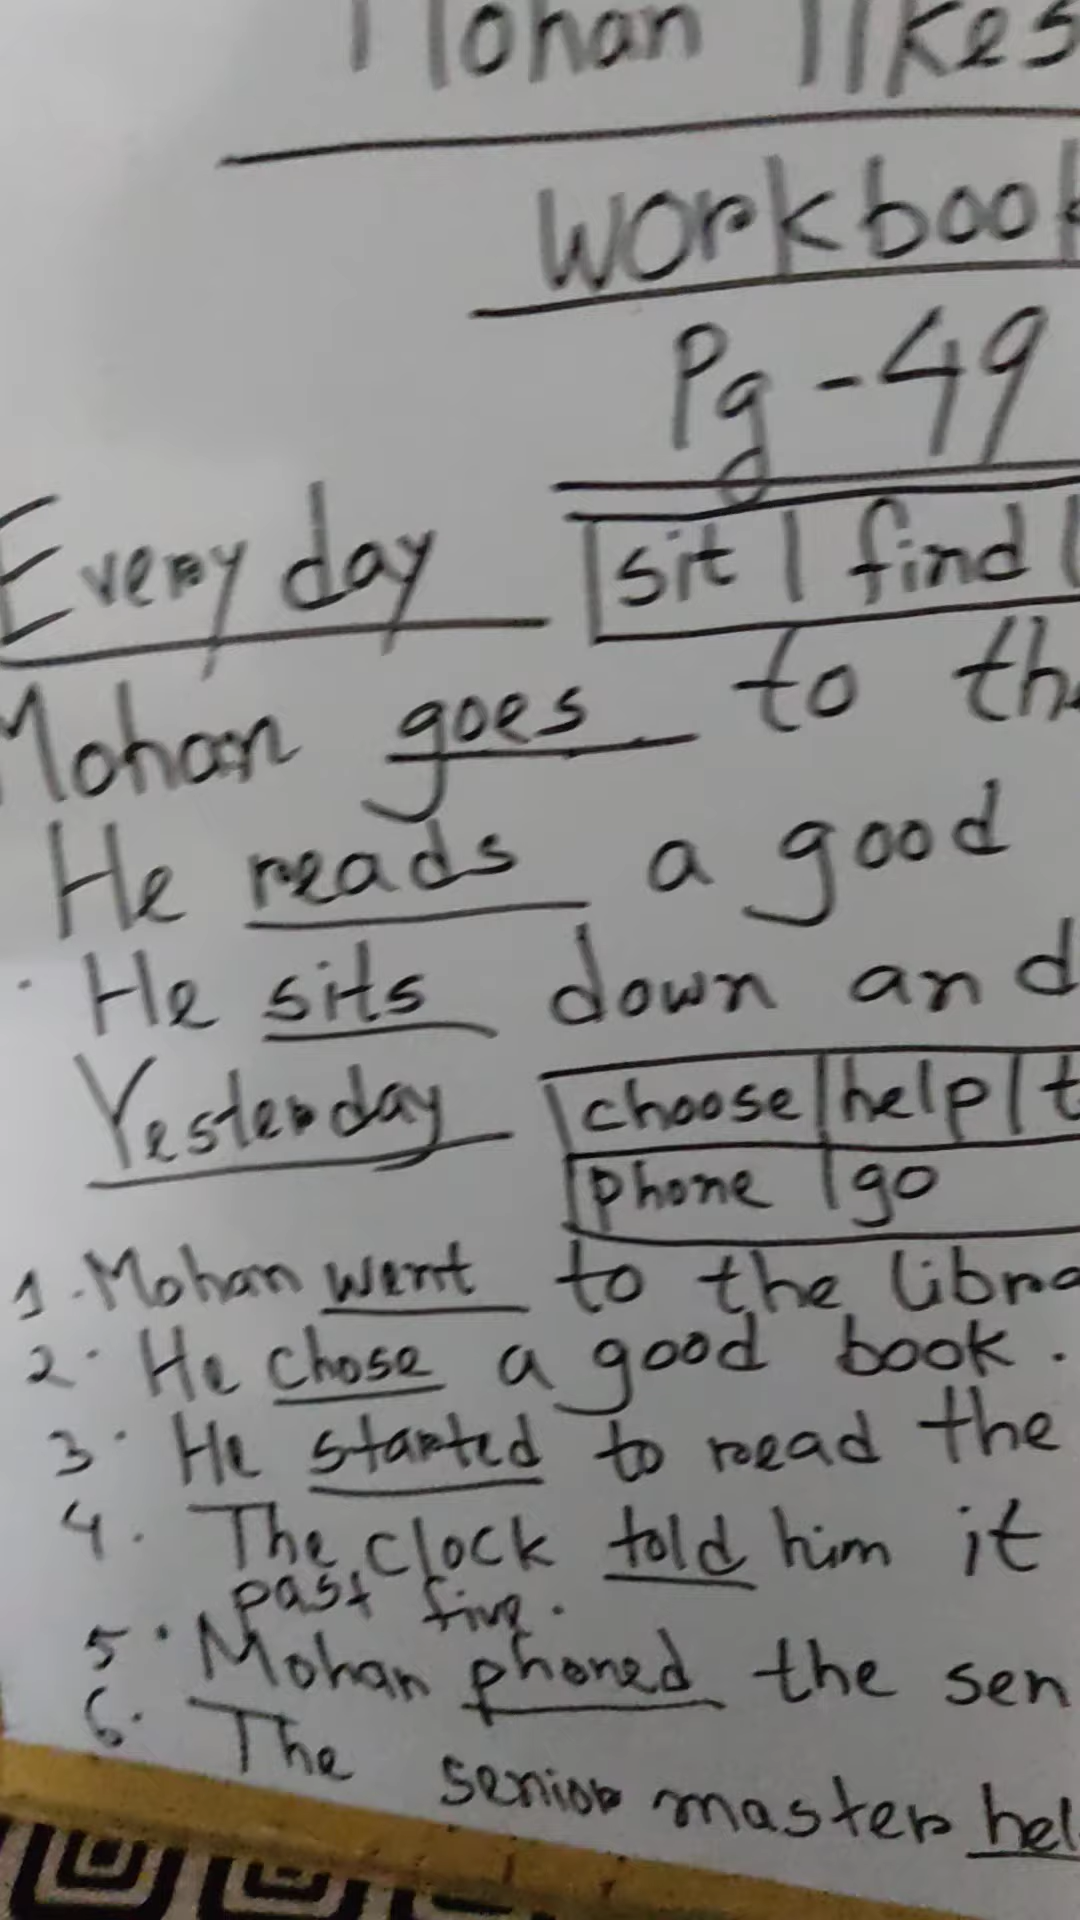 Mohan likes
Workbook
Pg - 49
Every day sit | find |
Mohan goes to the
He reads a good
He sits down and
Yesterday choose | help | t
phone | go
1. Mohan went to the libra
2. He chose a good book.
3. He started to read the
4. The clock told him it
past five.
5. Mohan phoned the sen
6. The senior master hel